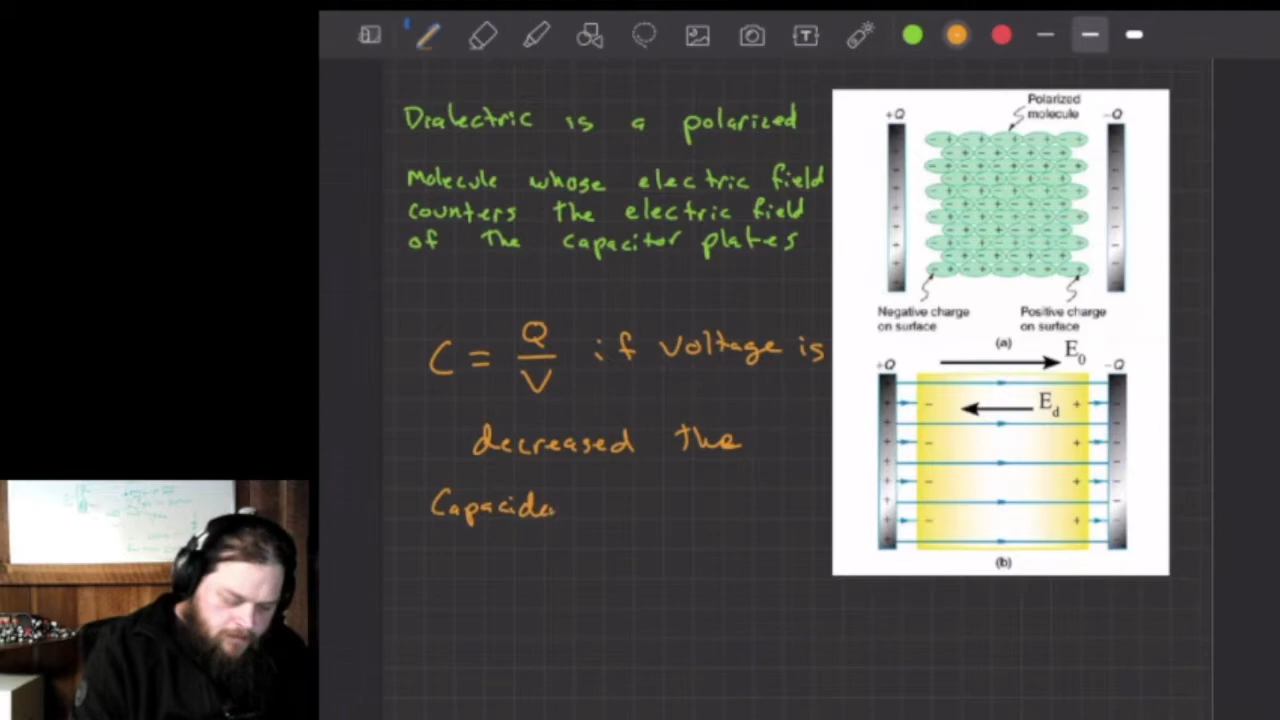 Dialectric is a polarized
Molecule whose electric field
counters the electric field
of the capacitor plates
C = Q/V if voltage is
decreased the
Capacida
Polarized
molecule
+Q
-Q
Negative charge
on surface
Positive charge
on surface
(a)
E0
+Q
-Q
Ed
(b)